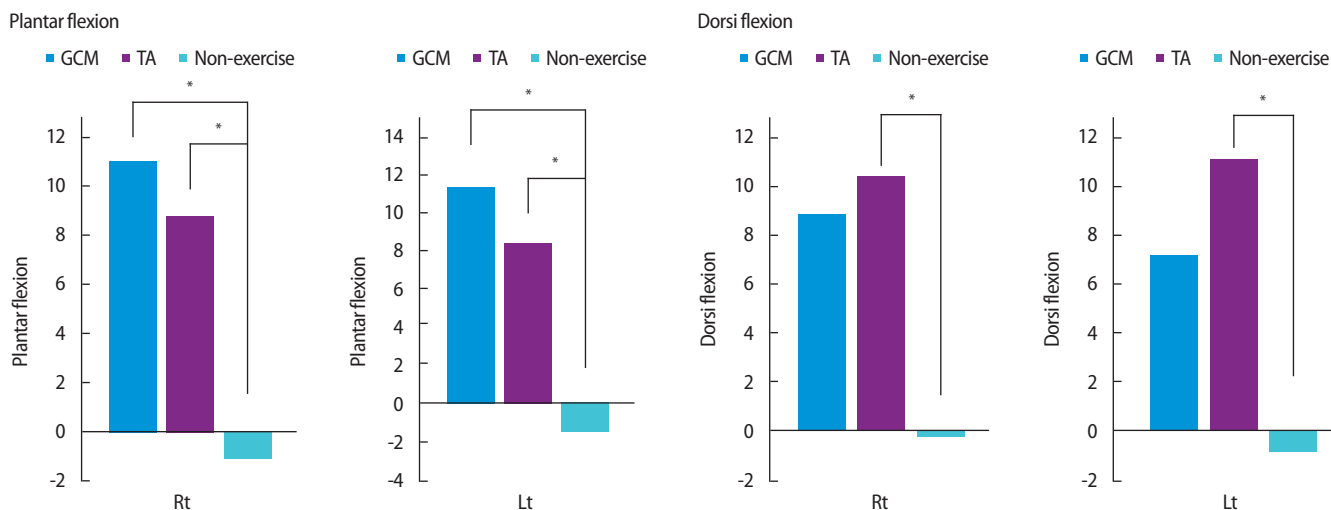 Plantar flexion
Dorsi flexion
GCM TA Non-exercise
GCM TA Non-exercise
GCM TA Non-exercise
GCM TA Non-exercise
*
*
12
10
8
6
4
2
0
-2
Plantar flexion
Rt
*
*
14
12
10
8
6
4
2
0
-2
-4
Plantar flexion
Lt
*
12
10
8
6
4
2
0
-2
Dorsi flexion
Rt
*
12
10
8
6
4
2
0
-2
Dorsi flexion
Lt